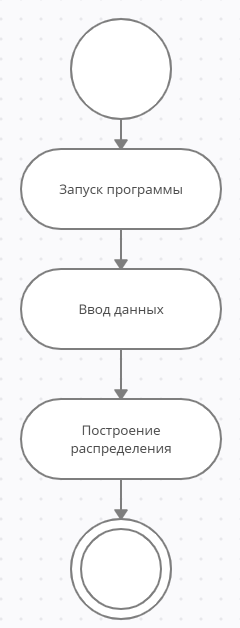 Запуск программы
Ввод данных
Построение
распределения